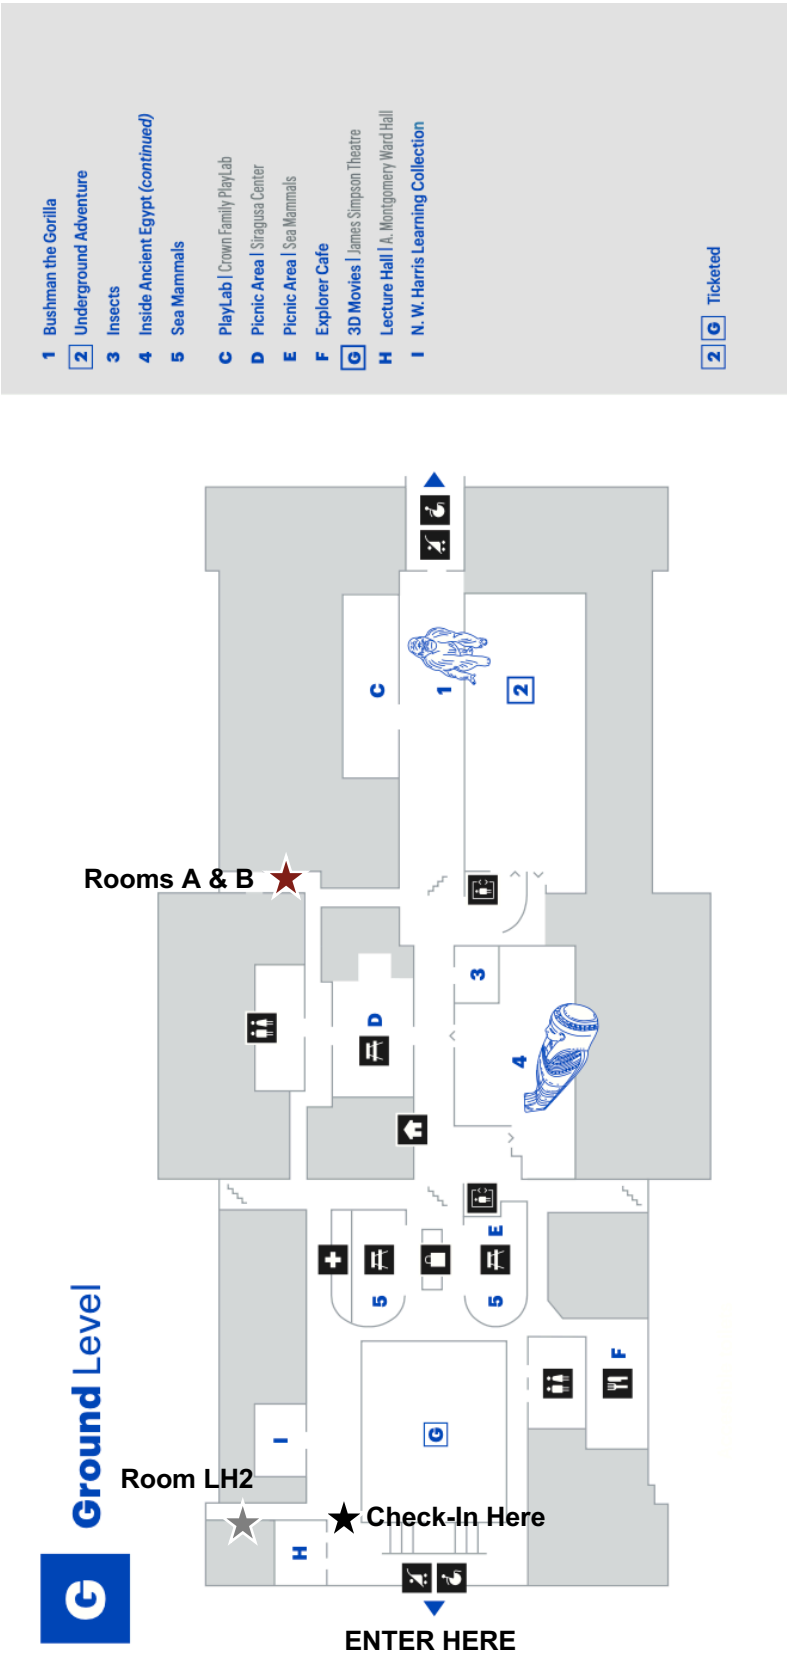 1 Bushman the Gorilla
2 Underground Adventure
3 Insects
4 Inside Ancient Egypt (continued)
5 Sea Mammals
C PlayLab | Crown Family PlayLab
D Picnic Area | Siragusa Center
E Picnic Area | Sea Mammals
F Explorer Cafe
G 3D Movies | James Simpson Theatre
H Lecture Hall | A. Montgomery Ward Hall
I N. W. Harris Learning Collection
2 G Ticketed
C
1
2
Rooms A & B
3
D
4
E
5
5
F
G
I
Room LH2
Check-In Here
H
G Ground Level
ENTER HERE